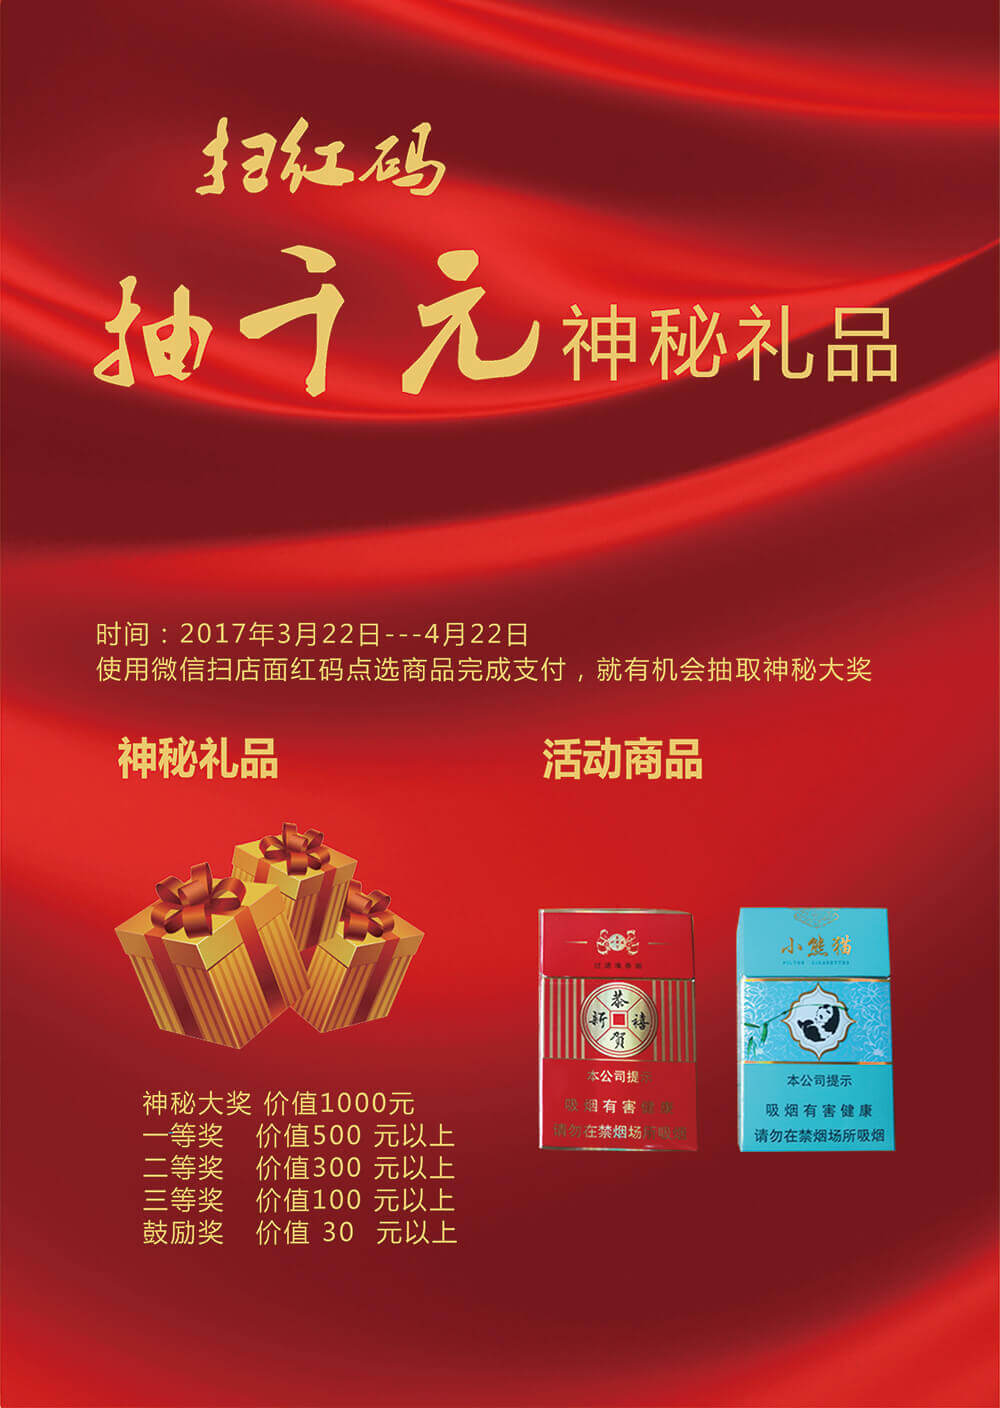 扫红码
抽千元神秘礼品
时间：2017年3月22日---4月22日
使用微信扫店面红码点选商品完成支付，就有机会抽取神秘大奖
神秘礼品
活动商品
神秘大奖 价值1000元
一等奖 价值500 元以上
二等奖 价值300 元以上
三等奖 价值100 元以上
鼓励奖 价值 30 元以上
恭贺新禧
本公司提示
吸烟有害健康
请勿在禁烟场所吸烟
小熊猫
FILTER CIGARETTES
本公司提示
吸烟有害健康
请勿在禁烟场所吸烟